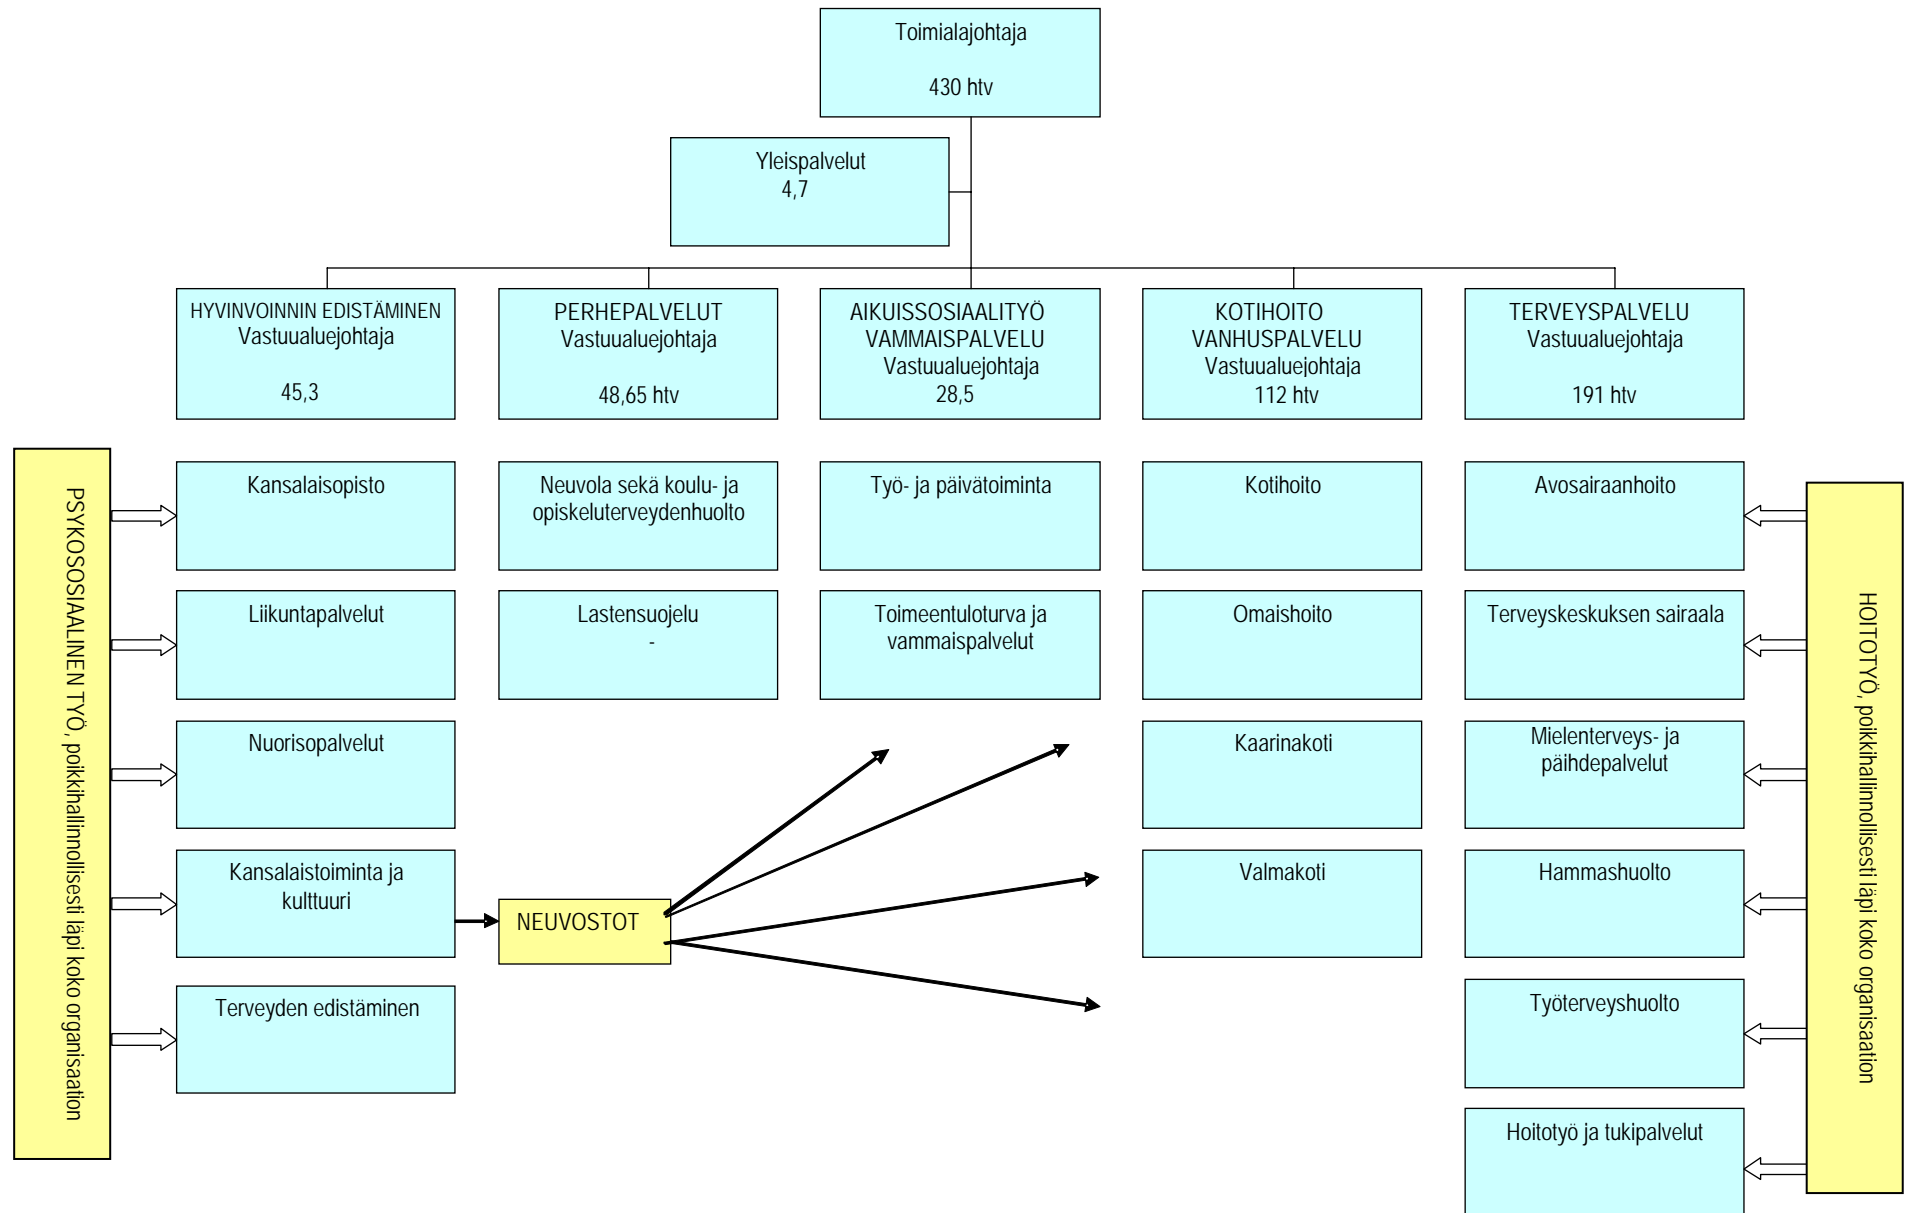 Toimialajohtaja
430 htv
Yleispalvelut
4,7
HYVINVOINNIN EDISTÄMINEN
Vastuualuejohtaja
45,3
PERHEPALVELUT
Vastuualuejohtaja
48,65 htv
AIKUISSOSIAALITYÖ
VAMMAISPALVELU
Vastuualuejohtaja
28,5
KOTIHOITO
VANHUSPALVELU
Vastuualuejohtaja
112 htv
TERVEYSPALVELU
Vastuualuejohtaja
191 htv
PSYKOSOSIAALINEN TYÖ, poikkihallinnollisesti läpi koko organisaation
Kansalaisopisto
Liikuntapalvelut
Nuorisopalvelut
Kansalaistoiminta ja
kulttuuri
Terveyden edistäminen
Neuvola sekä koulu- ja
opiskeluterveydenhuolto
Lastensuojelu
-
NEUVOSTOT
Työ- ja päivätoiminta
Toimeentuloturva ja
vammaispalvelut
Kotihoito
Omaishoito
Kaarinakoti
Valmakoti
Avosairaanhoito
Terveyskeskuksen sairaala
Mielenterveys- ja
päihdepalvelut
Hammashuolto
Työterveyshuolto
Hoitotyö ja tukipalvelut
HOITOTYÖ, poikkihallinnollisesti läpi koko organisaation